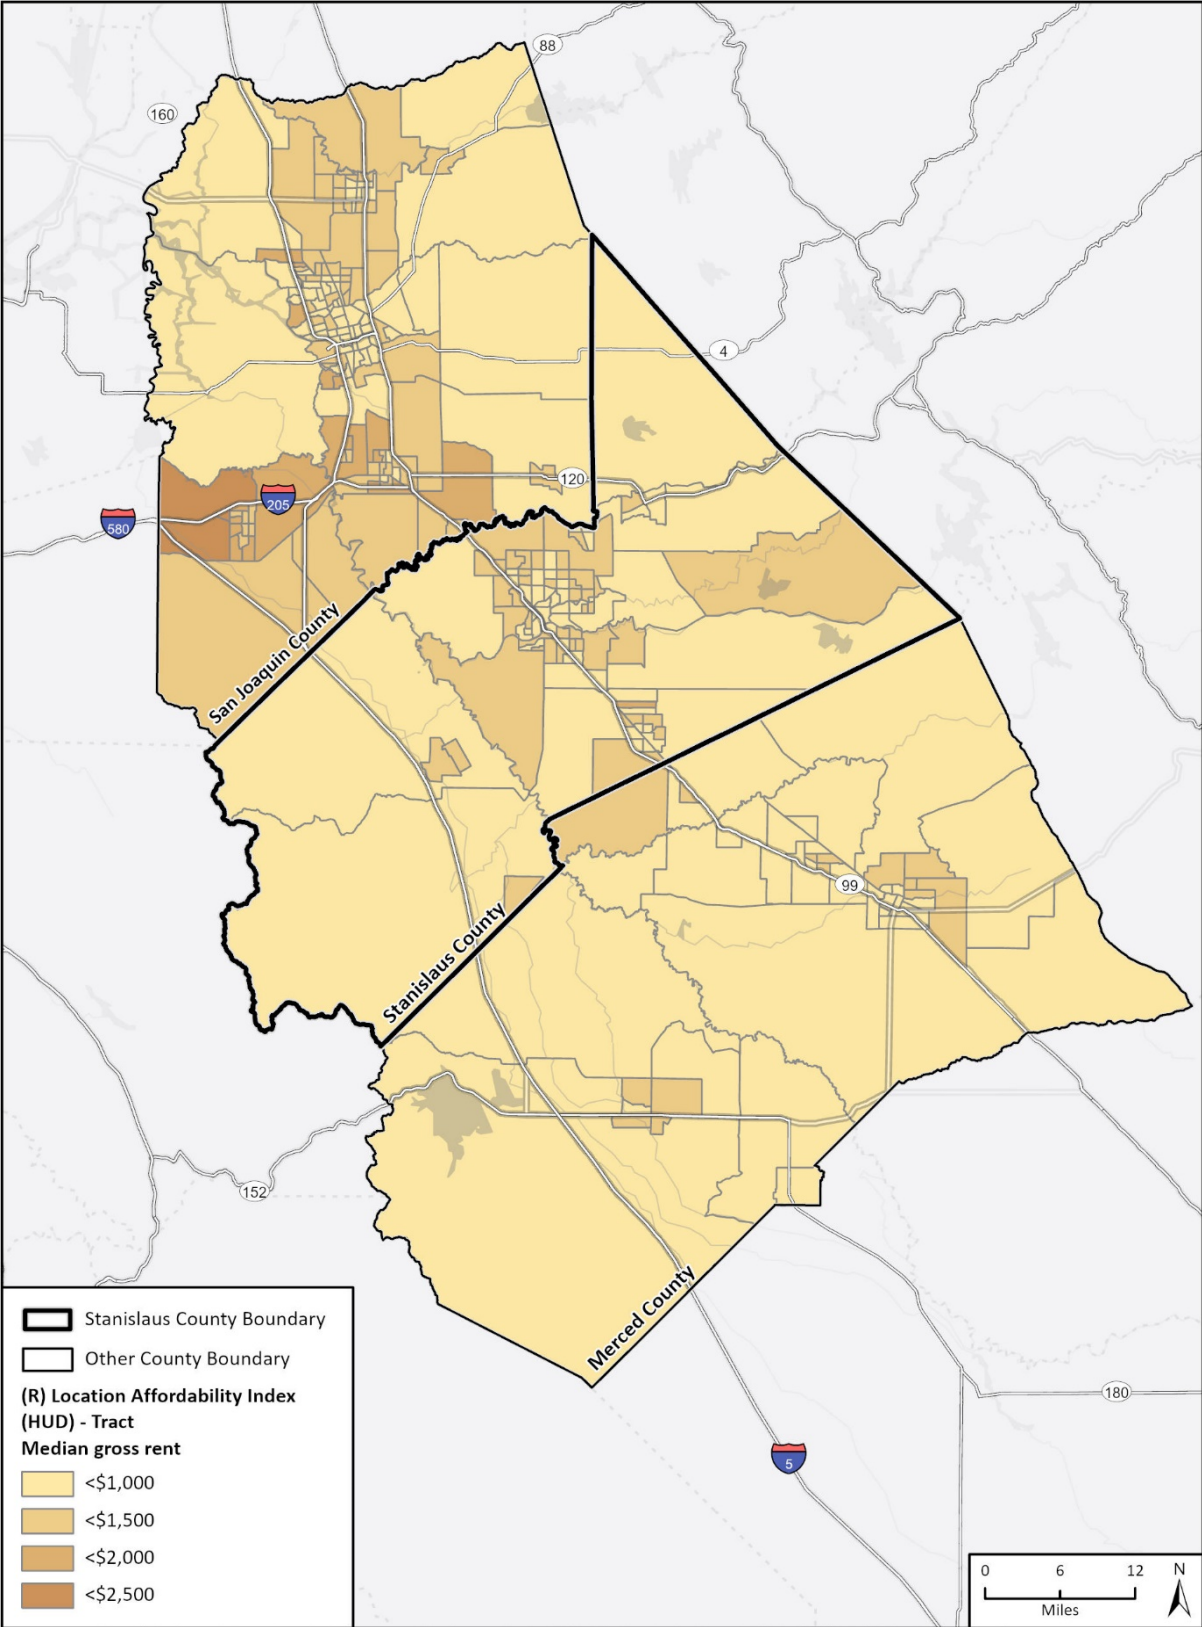 88
160
4
120
205
580
San Joaquin County
99
Stanislaus County
152
Merced County
180
5
Stanislaus County Boundary
Other County Boundary
(R) Location Affordability Index
(HUD) - Tract
Median gross rent
<$1,000
<$1,500
<$2,000
<$2,500
0 6 12 N
Miles